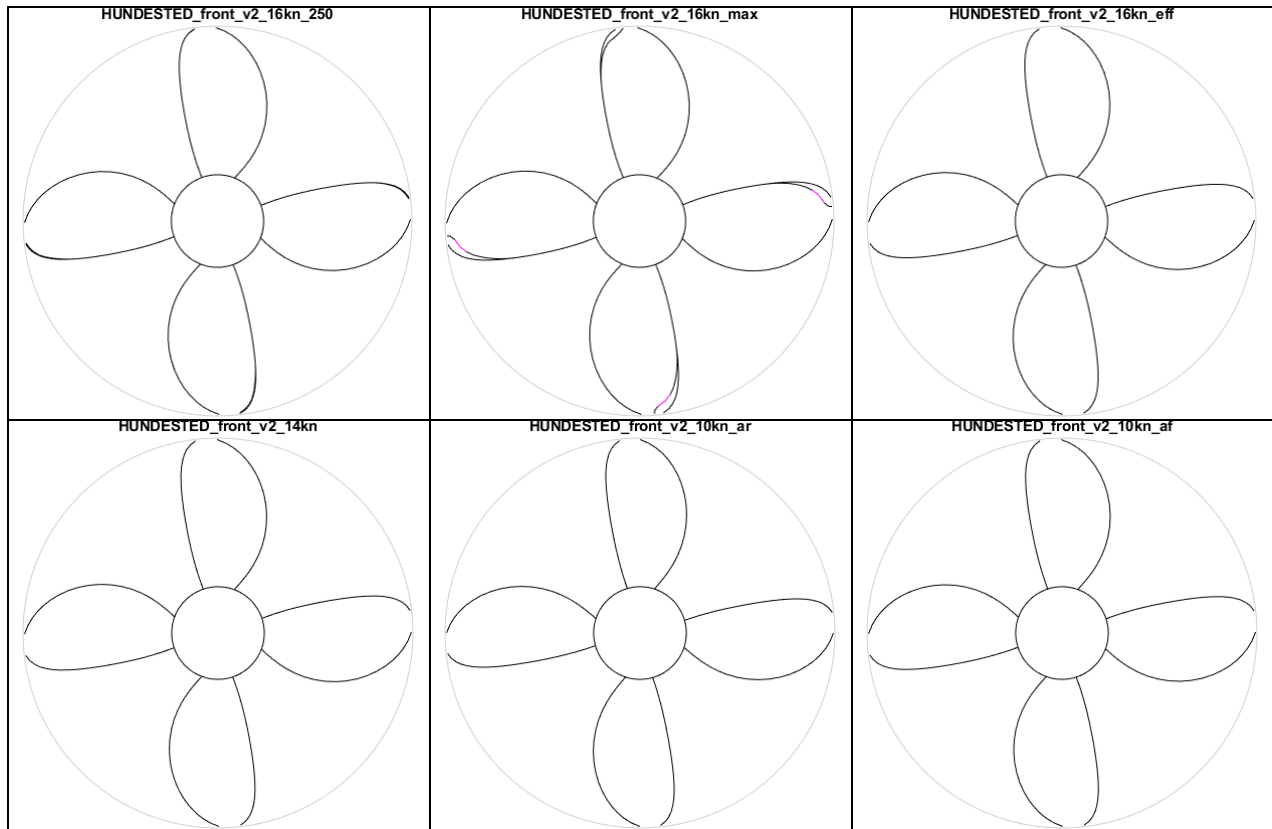 HUNDESTED_front_v2_16kn_250
HUNDESTED_front_v2_16kn_max
HUNDESTED_front_v2_16kn_eff
HUNDESTED_front_v2_14kn
HUNDESTED_front_v2_10kn_ar
HUNDESTED_front_v2_10kn_af